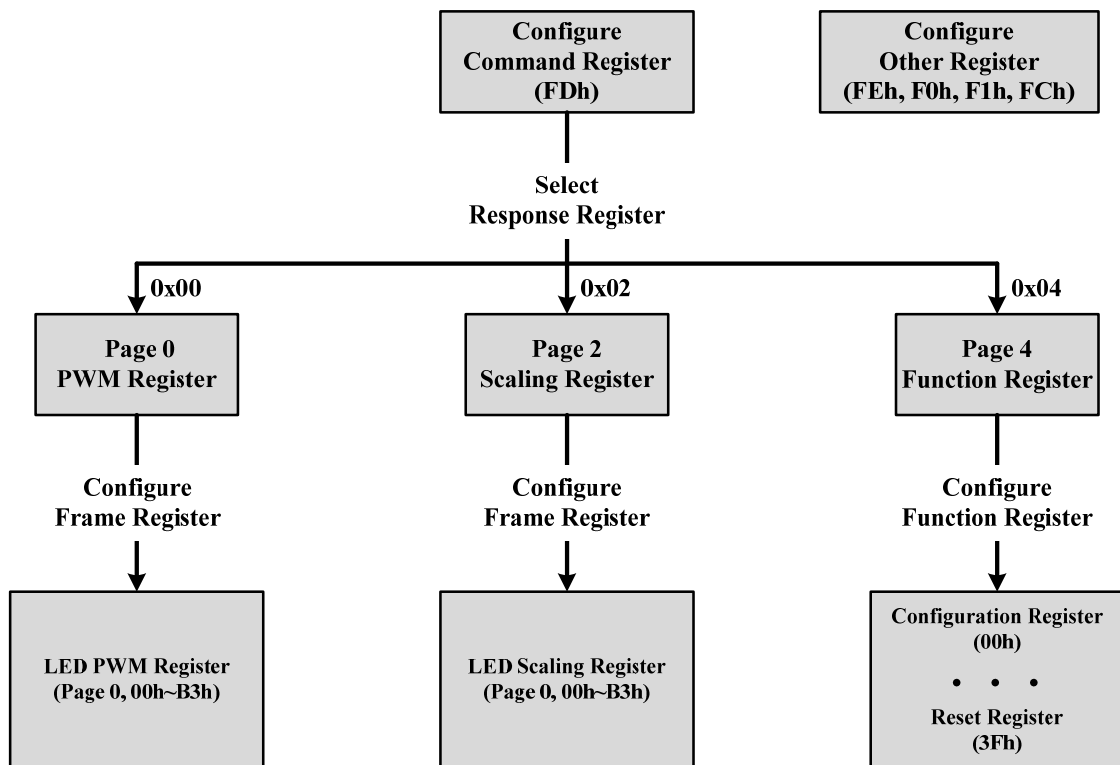 Configure
Command Register
(FDh)
Configure
Other Register
(FEh, F0h, F1h, FCh)
Select
Response Register
0x00
0x02
0x04
Page 0
PWM Register
Page 2
Scaling Register
Page 4
Function Register
Configure
Frame Register
Configure
Frame Register
Configure
Function Register
LED PWM Register
(Page 0, 00h~B3h)
LED Scaling Register
(Page 0, 00h~B3h)
Configuration Register
(00h)
• • •
Reset Register
(3Fh)